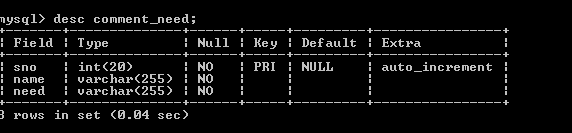 mysql> desc comment_need;
+-------+--------------+------+-----+---------+----------------+
| Field | Type         | Null | Key | Default | Extra          |
+-------+--------------+------+-----+---------+----------------+
| sno   | int(20)      | NO   | PRI | NULL    | auto_increment |
| name  | varchar(255) | NO   |     |         |                |
| need  | varchar(255) | NO   |     |         |                |
+-------+--------------+------+-----+---------+----------------+
3 rows in set (0.04 sec)